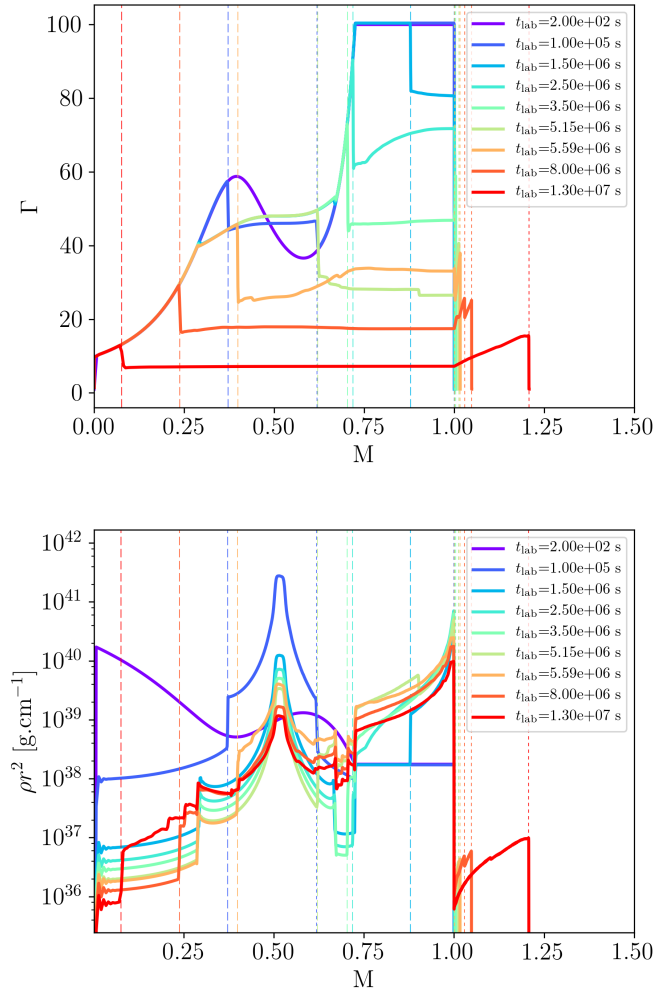 100
80
60
40
20
0
Γ
0.00 0.25 0.50 0.75 1.00 1.25 1.50
M
t_lab=2.00e+02 s
t_lab=1.00e+05 s
t_lab=1.50e+06 s
t_lab=2.50e+06 s
t_lab=3.50e+06 s
t_lab=5.15e+06 s
t_lab=5.59e+06 s
t_lab=8.00e+06 s
t_lab=1.30e+07 s
10^42
10^41
10^40
10^39
10^38
10^37
10^36
ρr^2 [g.cm^−1]
0.25 0.50 0.75 1.00 1.25 1.50
M
t_lab=2.00e+02 s
t_lab=1.00e+05 s
t_lab=1.50e+06 s
t_lab=2.50e+06 s
t_lab=3.50e+06 s
t_lab=5.15e+06 s
t_lab=5.59e+06 s
t_lab=8.00e+06 s
t_lab=1.30e+07 s